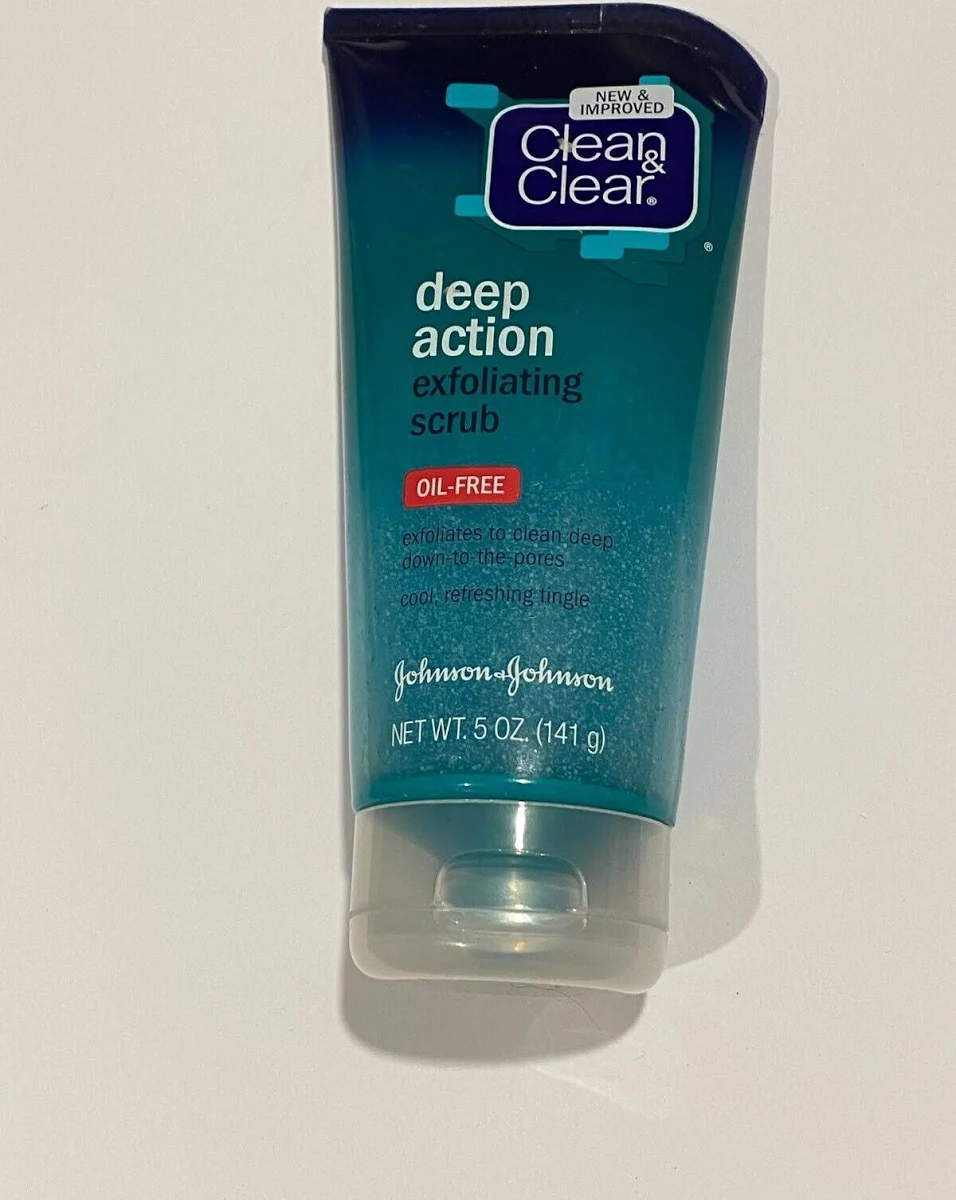 NEW &
IMPROVED
Clean
&
Clear®
®
deep
action
exfoliating
scrub
OIL-FREE
exfoliates to clean deep
down-to-the-pores
cool, refreshing tingle
Johnson+Johnson
NET WT. 5 OZ. (141 g)